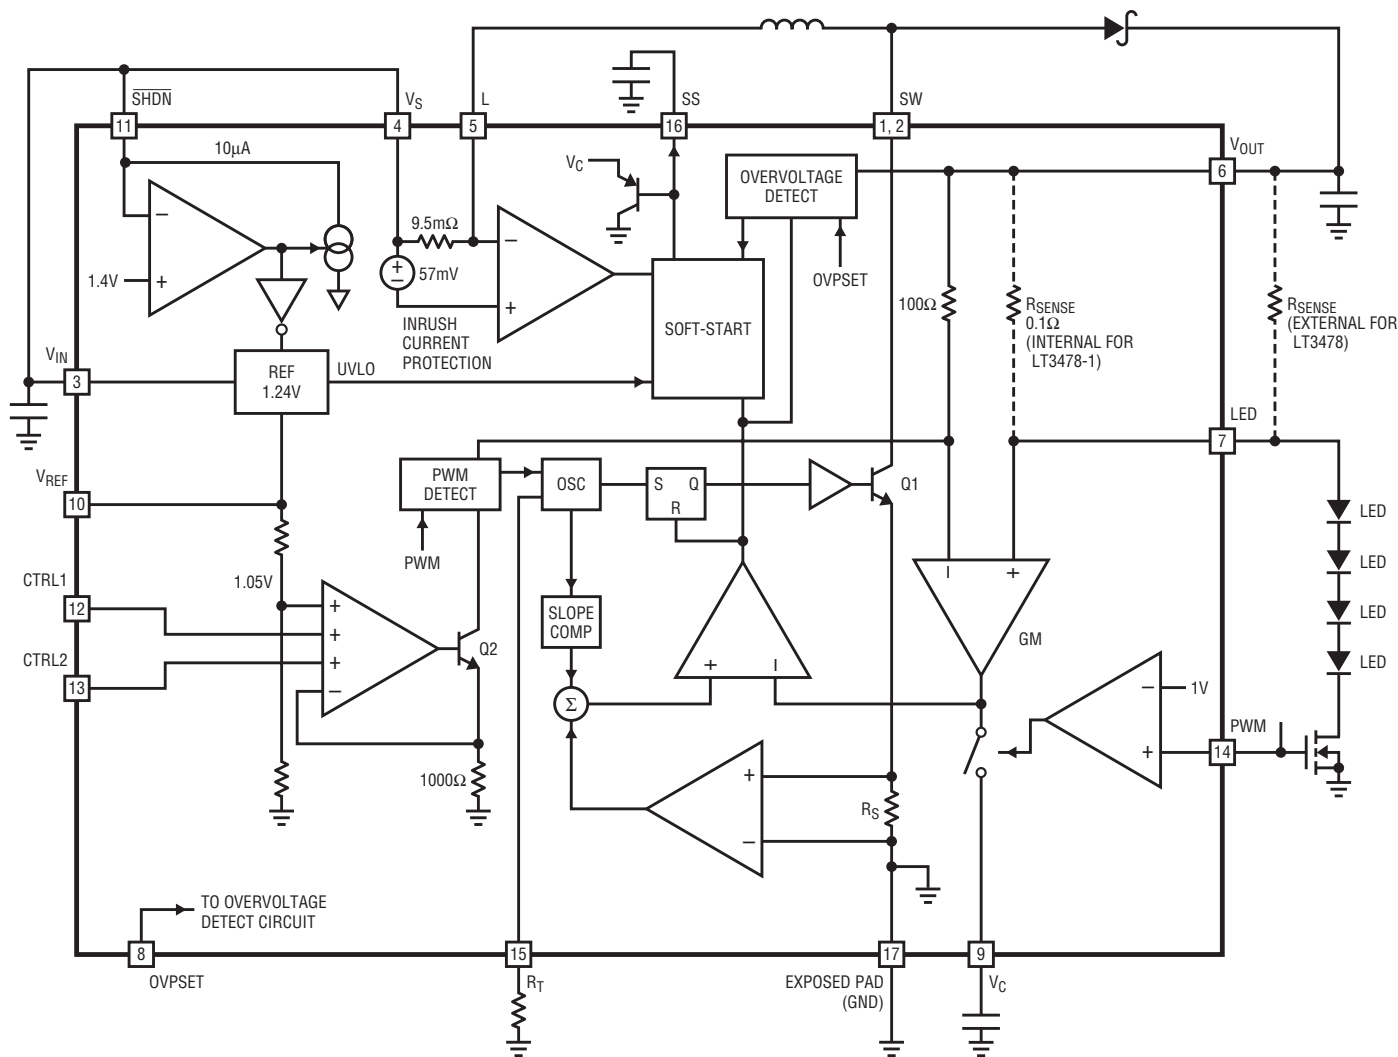 SHDN
VS
L
SS
SW
11
4
5
16
1, 2
10µA
VC
OVERVOLTAGE
DETECT
VOUT
6
9.5mΩ
–
–
+
–
1.4V
+
57mV
+
OVPSET
SOFT-START
100Ω
RSENSE
0.1Ω
(INTERNAL FOR
LT3478-1)
RSENSE
(EXTERNAL FOR
LT3478)
INRUSH
CURRENT
PROTECTION
VIN
3
REF
1.24V
UVLO
LED
7
VREF
10
PWM
DETECT
OSC
S Q
R
Q1
LED
PWM
LED
1.05V
–
+
CTRL1
12
+
+
+
–
Q2
SLOPE
COMP
GM
LED
CTRL2
13
+
–
LED
Σ
–
1V
PWM
+
14
1000Ω
+
–
RS
TO OVERVOLTAGE
DETECT CIRCUIT
8
15
17
9
OVPSET
RT
EXPOSED PAD
(GND)
VC